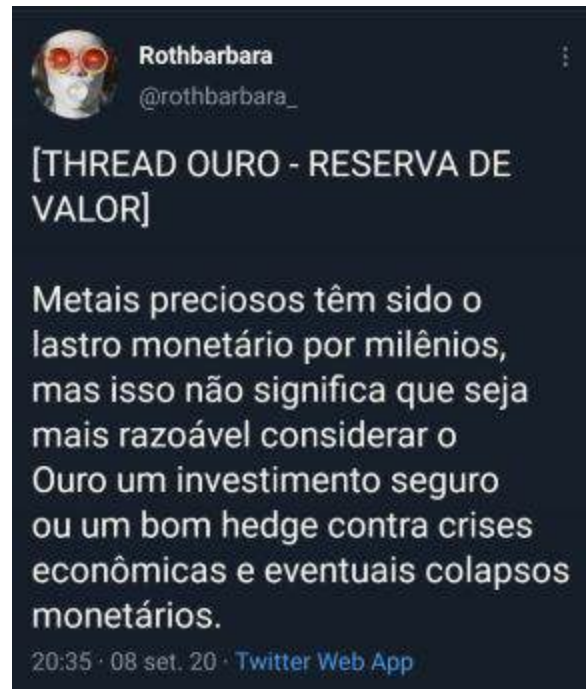 Rothbarbara
@rothbarbara_
[THREAD OURO - RESERVA DE
VALOR]
Metais preciosos têm sido o
lastro monetário por milênios,
mas isso não significa que seja
mais razoável considerar o
Ouro um investimento seguro
ou um bom hedge contra crises
econômicas e eventuais colapsos
monetários.
20:35 · 08 set. 20 · Twitter Web App